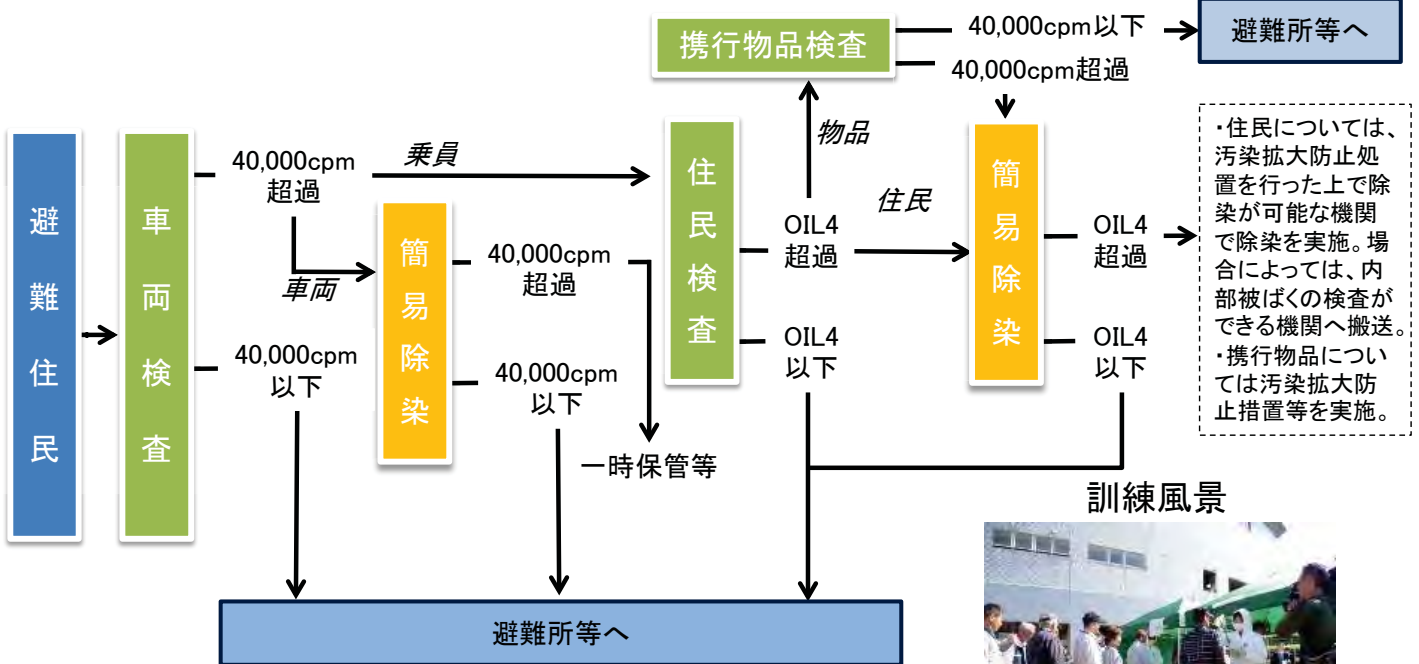 避難住民
車両検査
40,000cpm
超過
乗員
車両
40,000cpm
以下
簡易除染
40,000cpm
超過
40,000cpm
以下
一時保管等
住民検査
物品
携行物品検査
40,000cpm以下
40,000cpm超過
避難所等へ
OIL4
超過
住民
OIL4
以下
簡易除染
OIL4
超過
OIL4
以下
・住民については、
汚染拡大防止処
置を行った上で除
染が可能な機関
で除染を実施。場
合によっては、内
部被ばくの検査が
できる機関へ搬送。
・携行物品につい
ては汚染拡大防
止措置等を実施。
訓練風景
避難所等へ